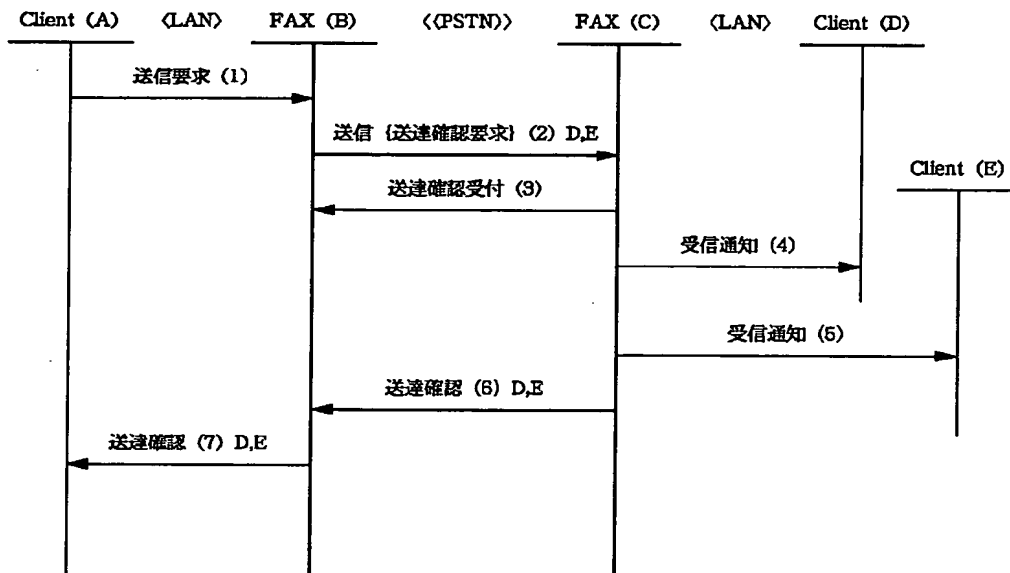 Client (A) 〈LAN〉 FAX (B) 〈〈PSTN〉〉 FAX (C) 〈LAN〉 Client (D)
送信要求 (1)
送信 {送達確認要求} (2) D,E
Client (E)
送達確認受付 (3)
受信通知 (4)
受信通知 (5)
送達確認 (6) D,E
送達確認 (7) D,E